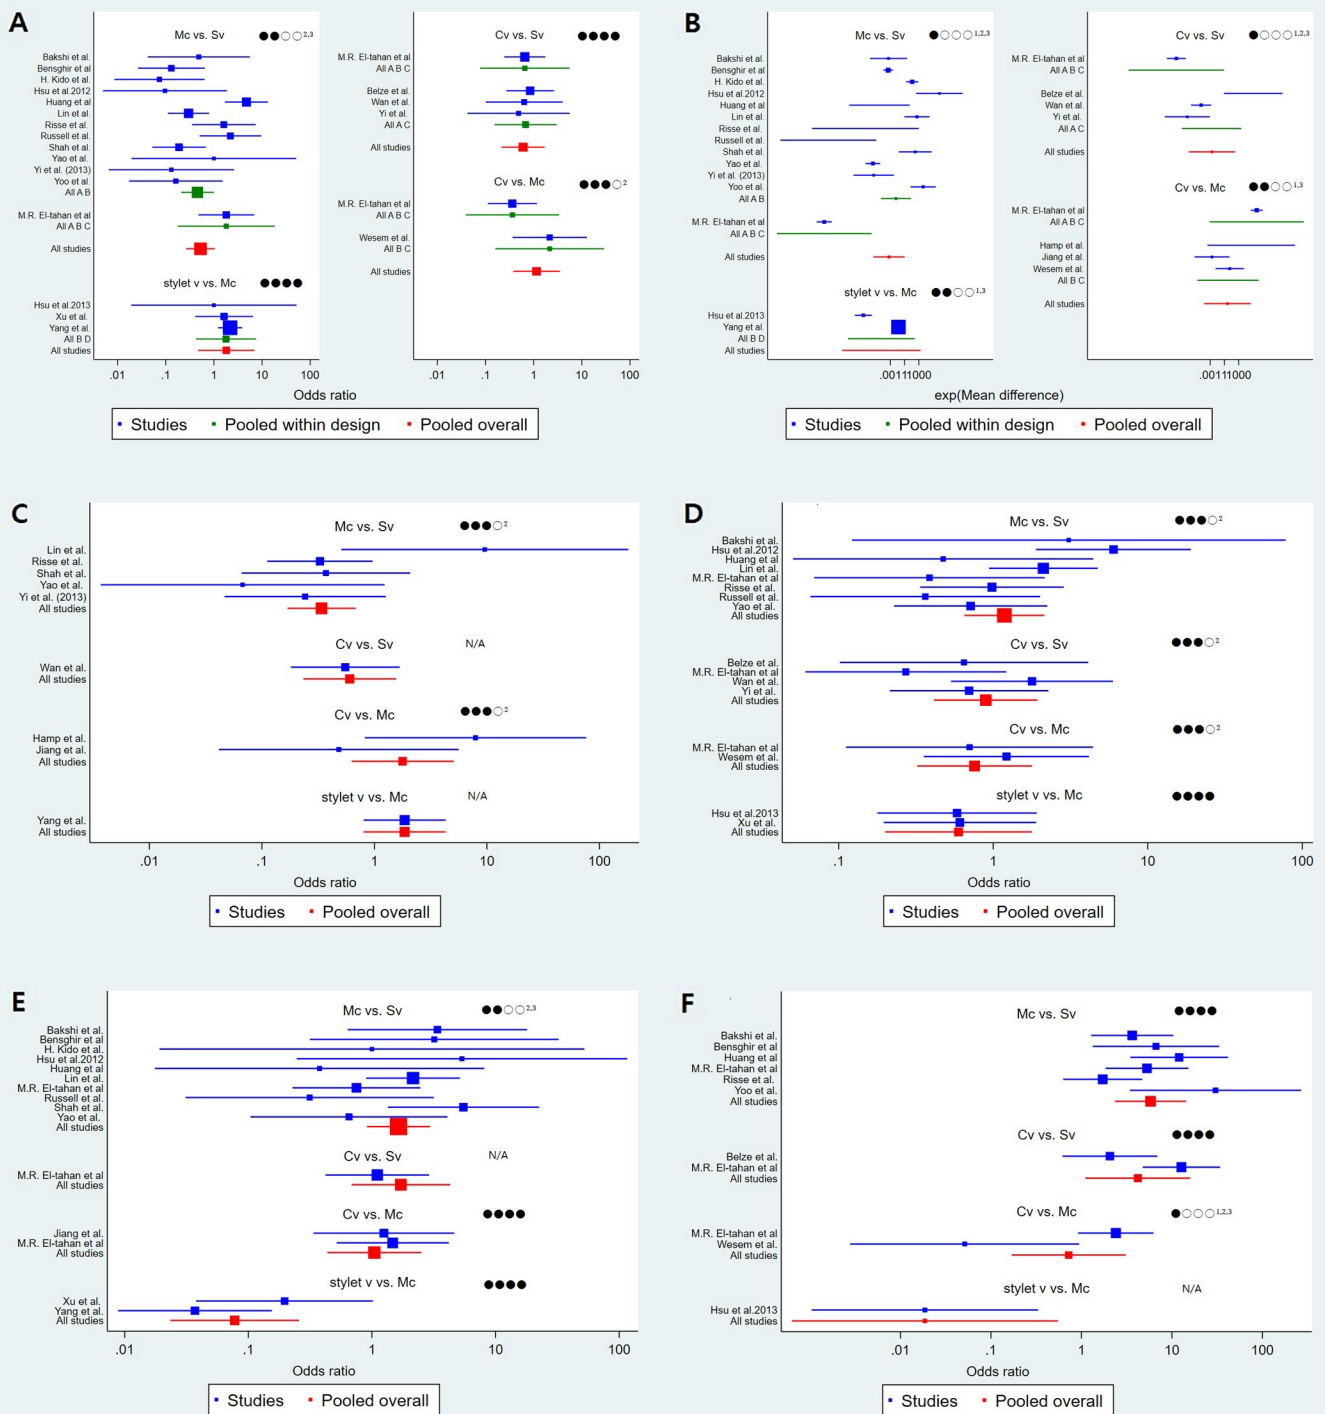 A
Mc vs. Sv ●●○○2,3
Bakshi et al.
Bensghir et al.
H. Kido et al.
Hsu et al.2012
Huang et al
Lin et al.
Risse et al.
Russell et al.
Shah et al.
Yao et al.
Yi et al. (2013)
Yoo et al.
All A B
M.R. El-tahan et al
All A B C
All studies
stylet v vs. Mc ●●●●
Hsu et al.2013
Xu et al.
Yang et al.
All B D
All studies
.01 .1 1 10 100
Cv vs. Sv ●●●●
M.R. El-tahan et al
All A B C
Belze et al.
Wan et al.
Yi et al.
All A C
All studies
Cv vs. Mc ●●●○2
M.R. El-tahan et al
All A B C
Wesem et al.
All B C
All studies
.01 .1 1 10 100
Odds ratio
Studies Pooled within design Pooled overall
B
Mc vs. Sv ●○○○1,2,3
Bakshi et al.
Bensghir et al
H. Kido et al.
Hsu et al.2012
Huang et al
Lin et al.
Risse et al.
Russell et al.
Shah et al.
Yao et al.
Yi et al. (2013)
Yoo et al.
All A B
M.R. El-tahan et al
All A B C
All studies
stylet v vs. Mc ●●○○1,3
Hsu et al.2013
Yang et al.
All B D
All studies
.00111000
Cv vs. Sv ●○○○1,2,3
M.R. El-tahan et al
All A B C
Belze et al.
Wan et al.
Yi et al.
All A C
All studies
Cv vs. Mc ●●○○1,3
M.R. El-tahan et al
All A B C
Hamp et al.
Jiang et al.
Wesem et al.
All B C
All studies
.00111000
exp(Mean difference)
Studies Pooled within design Pooled overall
C
Mc vs. Sv ●●●○2
Lin et al.
Risse et al.
Shah et al.
Yao et al.
Yi et al. (2013)
All studies
Cv vs. Sv N/A
Wan et al.
All studies
Cv vs. Mc ●●●○2
Hamp et al.
Jiang et al.
All studies
stylet v vs. Mc N/A
Yang et al.
All studies
.01 .1 1 10 100
Odds ratio
Studies Pooled overall
D
Mc vs. Sv ●●●○2
Bakshi et al.
Hsu et al.2012
Huang et al
Lin et al.
M.R. El-tahan et al
Risse et al.
Russell et al.
Yao et al.
All studies
Cv vs. Sv ●●●○2
Belze et al.
M.R. El-tahan et al
Wan et al.
Yi et al.
All studies
Cv vs. Mc ●●●○2
M.R. El-tahan et al
Wesem et al.
All studies
stylet v vs. Mc ●●●●
Hsu et al.2013
Xu et al.
All studies
.1 1 10 100
Odds ratio
Studies Pooled overall
E
Mc vs. Sv ●●○○2,3
Bakshi et al.
Bensghir et al
H. Kido et al.
Hsu et al.2012
Huang et al
Lin et al.
M.R. El-tahan et al
Russell et al.
Shah et al.
Yao et al.
All studies
Cv vs. Sv N/A
M.R. El-tahan et al
All studies
Cv vs. Mc ●●●●
Jiang et al.
M.R. El-tahan et al
All studies
stylet v vs. Mc ●●●●
Xu et al.
Yang et al.
All studies
.01 .1 1 10 100
Odds ratio
Studies Pooled overall
F
Mc vs. Sv ●●●●
Bakshi et al.
Bensghir et al
Huang et al
M.R. El-tahan et al
Risse et al.
Yoo et al.
All studies
Cv vs. Sv ●●●●
Belze et al.
M.R. El-tahan et al
All studies
Cv vs. Mc ●○○○1,2,3
M.R. El-tahan et al
Wesem et al.
All studies
stylet v vs. Mc N/A
Hsu et al.2013
All studies
.01 .1 1 10 100
Odds ratio
Studies Pooled overall